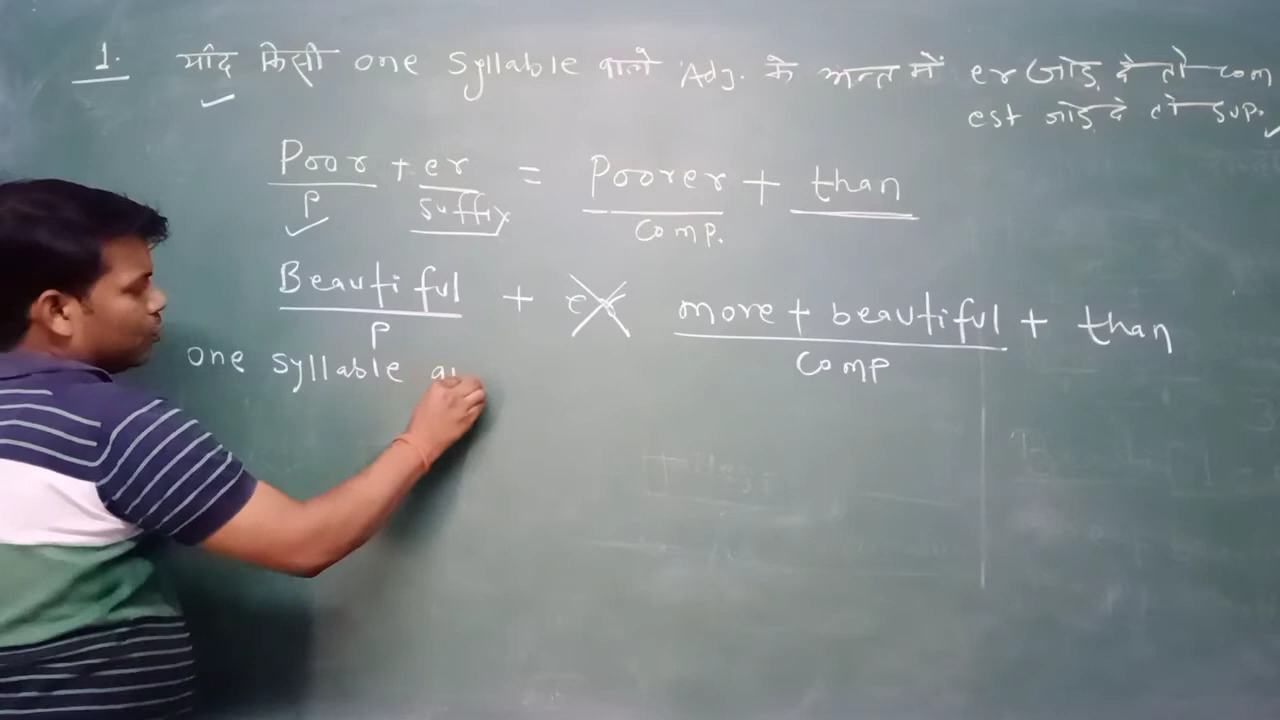 1. यदि किसी one syllable वाले Adj. के अन्त में er जोड़ दे तो com
est जोड़ दे तो sup.
Poor + er = Poorer + than
P suffix Comp.
Beautiful + er more + beautiful + than
P Comp
one syllable